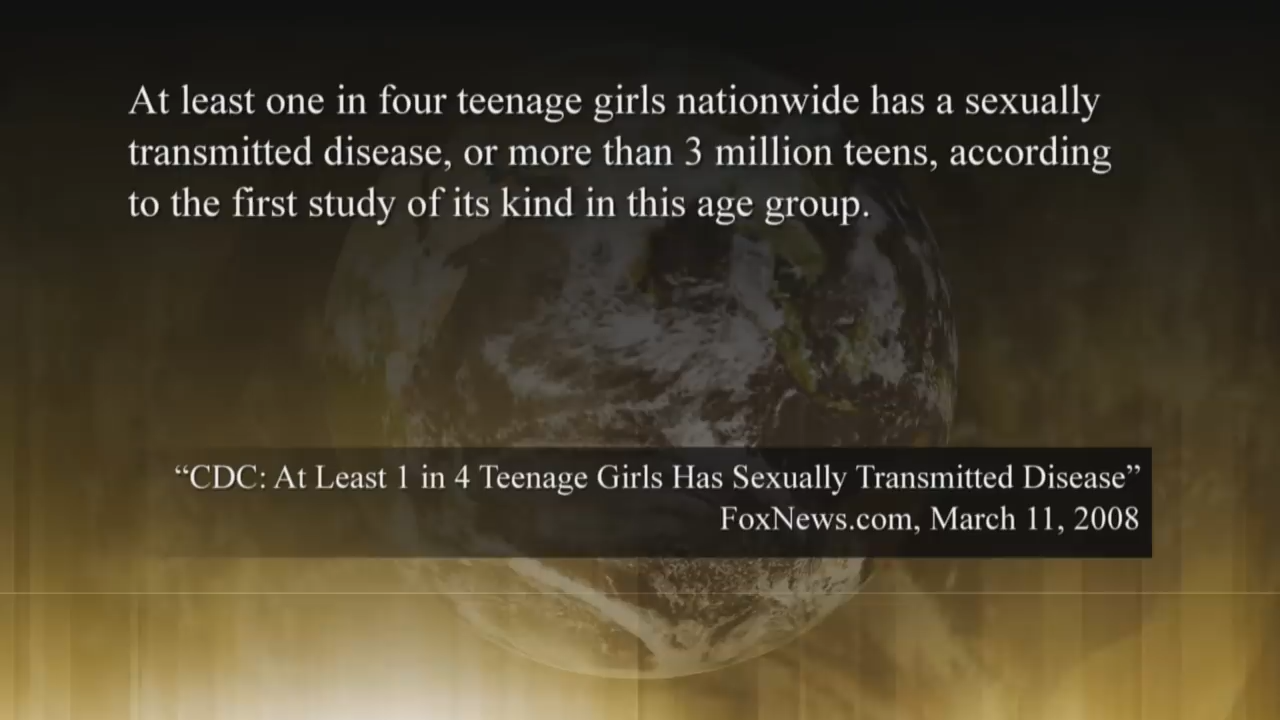 At least one in four teenage girls nationwide has a sexually
transmitted disease, or more than 3 million teens, according
to the first study of its kind in this age group.
“CDC: At Least 1 in 4 Teenage Girls Has Sexually Transmitted Disease”
FoxNews.com, March 11, 2008